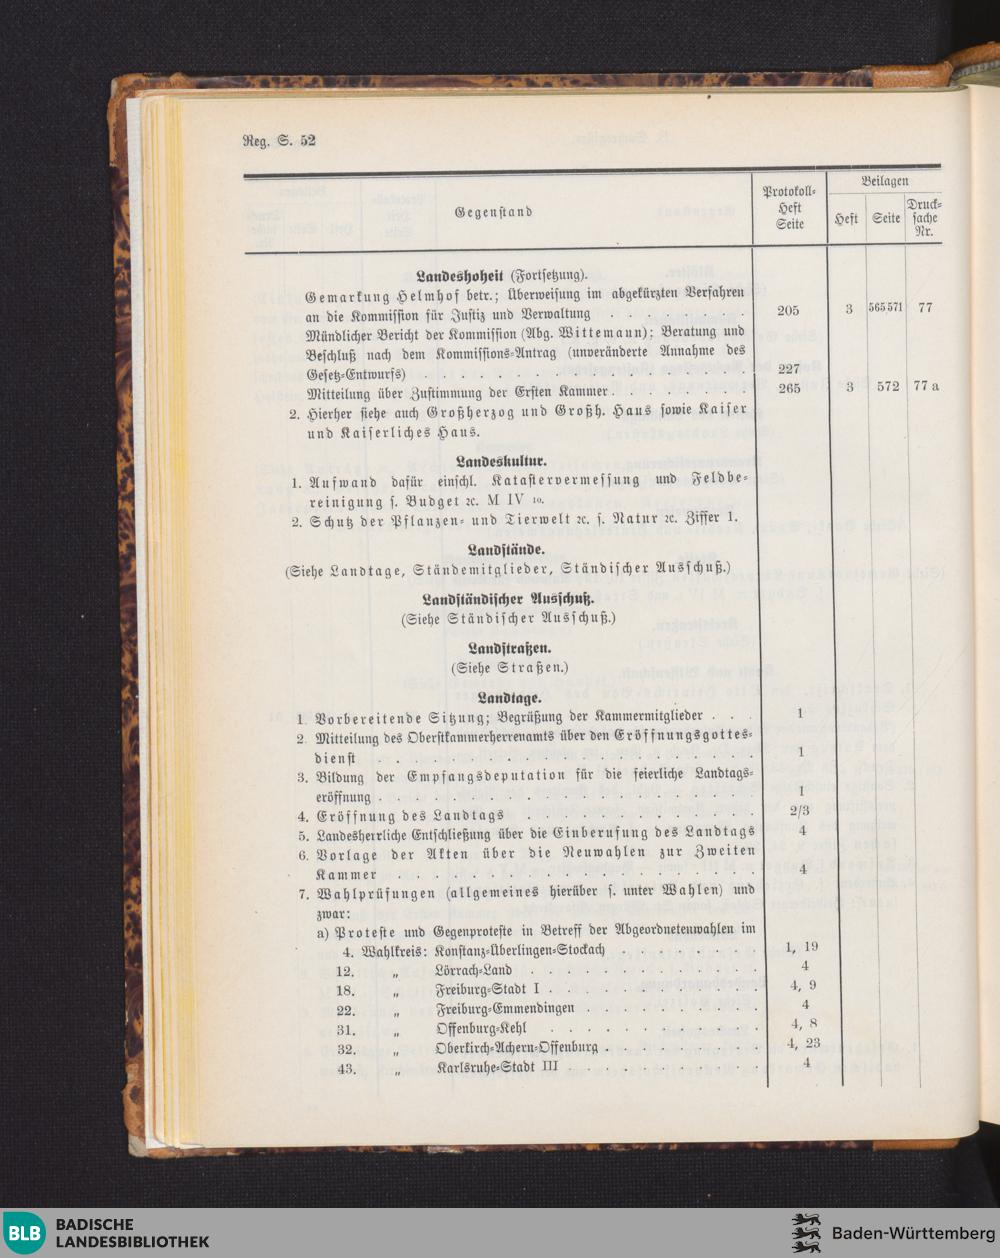 Reg. S. 52
Gegenstand
Protokoll-
Heft
Seite
Beilagen
Heft
Seite
Druck-
sache
Nr.
Landeshoheit (Fortsetzung).
Gemarkung Helmhof betr.; Überweisung im abgekürzten Verfahren
an die Kommission für Justiz und Verwaltung . . . . . . . 205 3 565 571 77
Mündlicher Bericht der Kommission (Abg. Wittemann); Beratung und
Beschluß nach dem Kommissions-Antrag (unveränderte Annahme des
Gesetz-Entwurfs) . . . . . . . . . . . . . . . . 227
Mitteilung über Zustimmung der Ersten Kammer . . . . . . . . 265 3 572 77 a
2. Hierher siehe auch Großherzog und Großh. Haus sowie Kaiser
und Kaiserliches Haus.
Landeskultur.
1. Aufwand dafür einschl. Katastervermessung und Feldbe-
reinigung s. Budget ꝛc. M IV 10.
2. Schutz der Pflanzen- und Tierwelt ꝛc. s. Natur ꝛc. Ziffer 1.
Landstände.
(Siehe Landtage, Ständemitglieder, Ständischer Ausschuß.)
Landständischer Ausschuß.
(Siehe Ständischer Ausschuß.)
Landstraßen.
(Siehe Straßen.)
Landtage.
1. Vorbereitende Sitzung; Begrüßung der Kammermitglieder . . . 1
2. Mitteilung des Oberstkammerherrenamts über den Eröffnungsgottes-
dienst . . . . . . . . . . . . . . . . . 1
3. Bildung der Empfangsdeputation für die feierliche Landtags-
eröffnung . . . . . . . . . . . . . . . . . 1
4. Eröffnung des Landtags . . . . . . . . . . . . 2/3
5. Landesherrliche Entschließung über die Einberufung des Landtags 4
6. Vorlage der Akten über die Neuwahlen zur Zweiten
Kammer . . . . . . . . . . . . . . . . . 4
7. Wahlprüfungen (allgemeines hierüber s. unter Wahlen) und
zwar:
a) Proteste und Gegenproteste in Betreff der Abgeordnetenwahlen im
4. Wahlkreis: Konstanz-Überlingen-Stockach . . . . . . . . 1, 19
12. „ Lörrach-Land . . . . . . . . . . . . 4
18. „ Freiburg-Stadt I . . . . . . . . . . . 4, 9
22. „ Freiburg-Emmendingen . . . . . . . . . 4
31. „ Offenburg-Kehl . . . . . . . . . . . 4, 8
32. „ Oberkirch-Achern-Offenburg . . . . . . . . 4, 23
43. „ Karlsruhe-Stadt III . . . . . . . . . . 4
BLB BADISCHE
LANDESBIBLIOTHEK
Baden-Württemberg